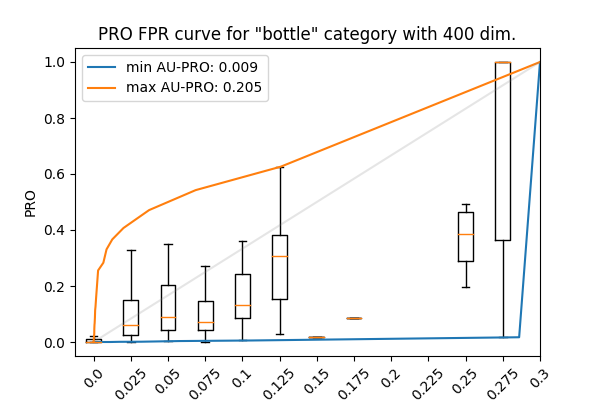 PRO FPR curve for "bottle" category with 400 dim.
min AU-PRO: 0.009
max AU-PRO: 0.205
PRO
1.0
0.8
0.6
0.4
0.2
0.0
0.0 0.025 0.05 0.075 0.1 0.125 0.15 0.175 0.2 0.225 0.25 0.275 0.3